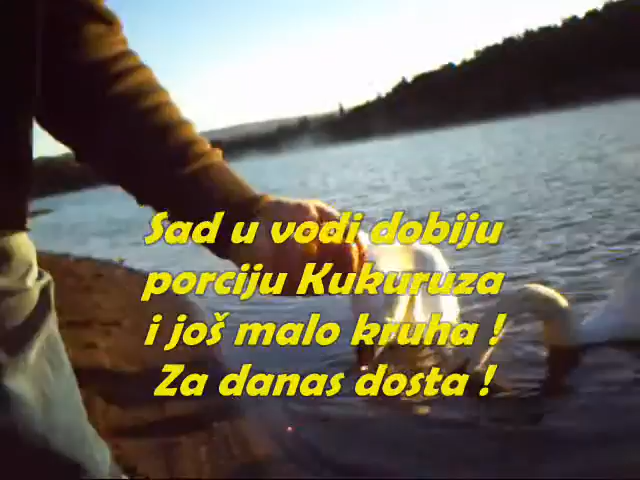 Sad u vodi dobiju
porciju Kukuruza
i još malo kruha !
Za danas dosta !